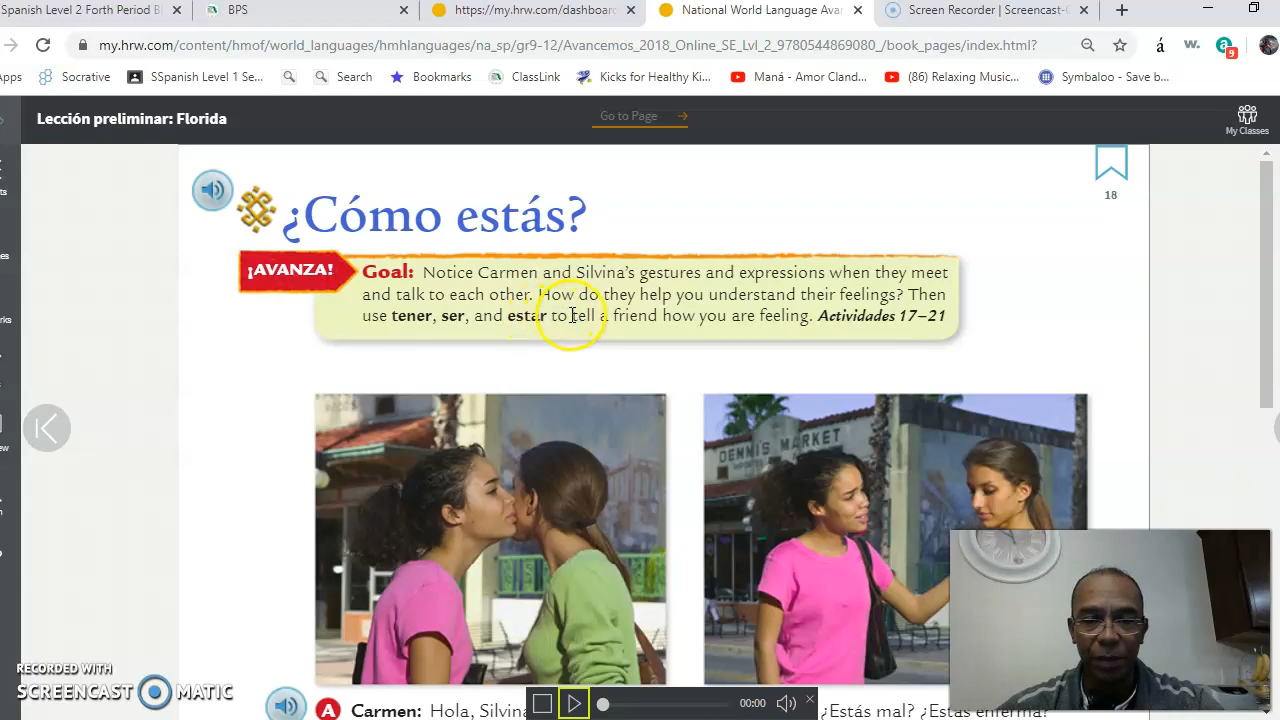 Spanish Level 2 Forth Period B
BPS
https://my.hrw.com/dashboar
National World Language Avan
Screen Recorder | Screencast-O
my.hrw.com/content/hmof/world_languages/hmhlanguages/na_sp/gr9-12/Avancemos_2018_Online_SE_Lvl_2_9780544869080_/book_pages/index.html?
á
w.
9
Apps
Socrative
SSpanish Level 1 Se...
Search
Bookmarks
ClassLink
Kicks for Healthy Ki...
Maná - Amor Cland...
(86) Relaxing Music...
Symbaloo - Save b...
Lección preliminar: Florida
Go to Page
My Classes
18
¿Cómo estás?
¡AVANZA!
Goal: Notice Carmen and Silvina's gestures and expressions when they meet
and talk to each other. How do they help you understand their feelings? Then
use tener, ser, and estar to tell a friend how you are feeling. Actividades 17–21
DENNIS MARKET
RECORDED WITH
SCREENCAST MATIC
00:00
A Carmen: Hola, Silvina
¿Estás mal? ¿Estás enferma?